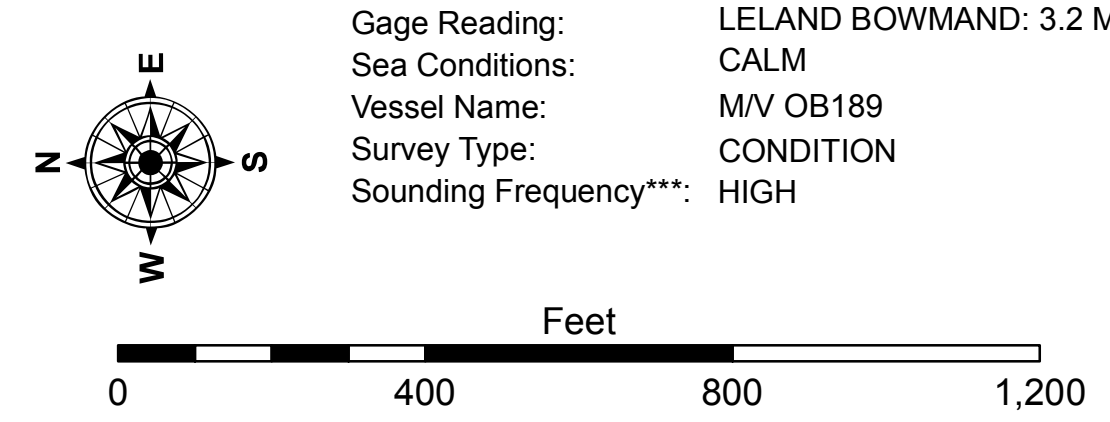 Gage Reading: LELAND BOWMAND: 3.2 M
Sea Conditions: CALM
Vessel Name: M/V OB189
Survey Type: CONDITION
Sounding Frequency***: HIGH
E
N S
W
Feet
0 400 800 1,200